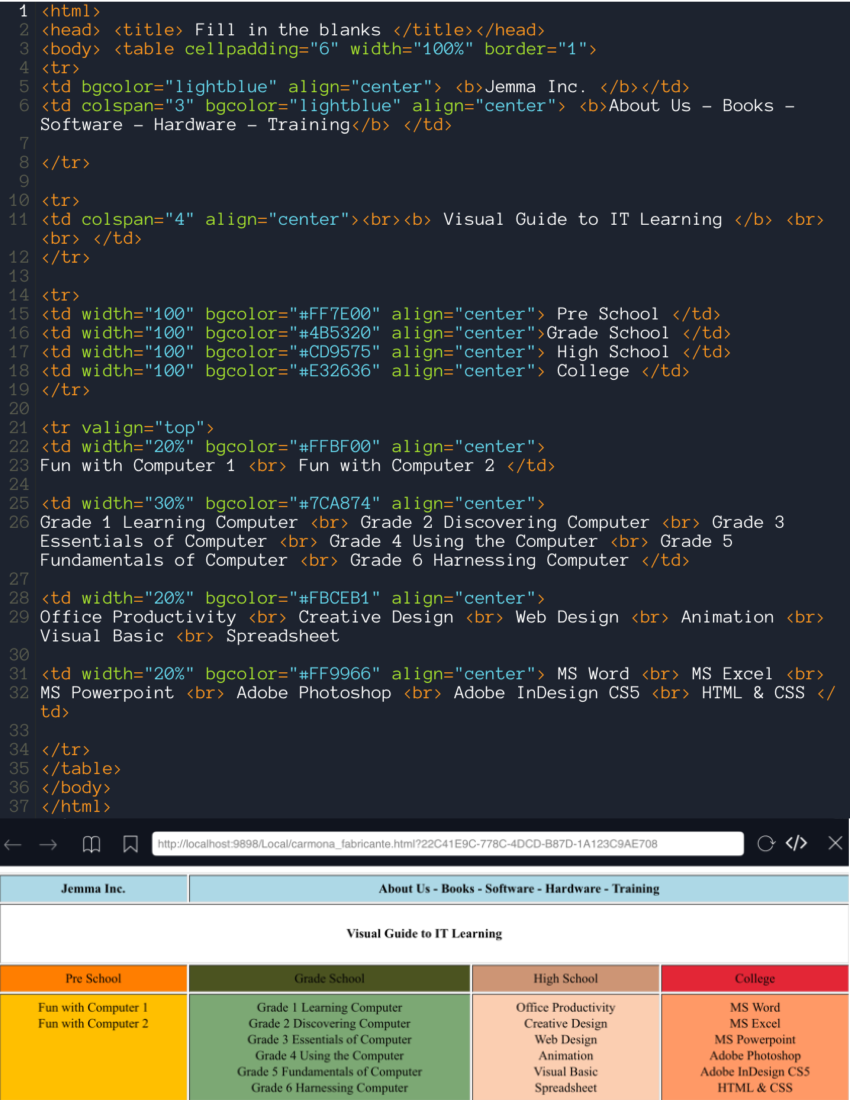 1 <html>
2 <head> <title> Fill in the blanks </title></head>
3 <body> <table cellpadding="6" width="100%" border="1">
4 <tr>
5 <td bgcolor="lightblue" align="center"> <b>Jemma Inc. </b></td>
6 <td colspan="3" bgcolor="lightblue" align="center"> <b>About Us – Books –
Software – Hardware – Training</b> </td>
7
8 </tr>
9
10 <tr>
11 <td colspan="4" align="center"><br><b> Visual Guide to IT Learning </b> <br>
<br> </td>
12 </tr>
13
14 <tr>
15 <td width="100" bgcolor="#FF7E00" align="center"> Pre School </td>
16 <td width="100" bgcolor="#4B5320" align="center">Grade School </td>
17 <td width="100" bgcolor="#CD9575" align="center"> High School </td>
18 <td width="100" bgcolor="#E32636" align="center"> College </td>
19 </tr>
20
21 <tr valign="top">
22 <td width="20%" bgcolor="#FFBF00" align="center">
23 Fun with Computer 1 <br> Fun with Computer 2 </td>
24
25 <td width="30%" bgcolor="#7CA874" align="center">
26 Grade 1 Learning Computer <br> Grade 2 Discovering Computer <br> Grade 3
Essentials of Computer <br> Grade 4 Using the Computer <br> Grade 5
Fundamentals of Computer <br> Grade 6 Harnessing Computer </td>
27
28 <td width="20%" bgcolor="#FBCEB1" align="center">
29 Office Productivity <br> Creative Design <br> Web Design <br> Animation <br>
Visual Basic <br> Spreadsheet
30
31 <td width="20%" bgcolor="#FF9966" align="center"> MS Word <br> MS Excel <br>
32 MS Powerpoint <br> Adobe Photoshop <br> Adobe InDesign CS5 <br> HTML & CSS </
td>
33
34 </tr>
35 </table>
36 </body>
37 </html>
http://localhost:9898/Local/carmona_fabricante.html?22C41E9C-778C-4DCD-B87D-1A123C9AE708
Jemma Inc. About Us - Books - Software - Hardware - Training
Visual Guide to IT Learning
Pre School Grade School High School College
Fun with Computer 1 Grade 1 Learning Computer Office Productivity MS Word
Fun with Computer 2 Grade 2 Discovering Computer Creative Design MS Excel
Grade 3 Essentials of Computer Web Design MS Powerpoint
Grade 4 Using the Computer Animation Adobe Photoshop
Grade 5 Fundamentals of Computer Visual Basic Adobe InDesign CS5
Grade 6 Harnessing Computer Spreadsheet HTML & CSS